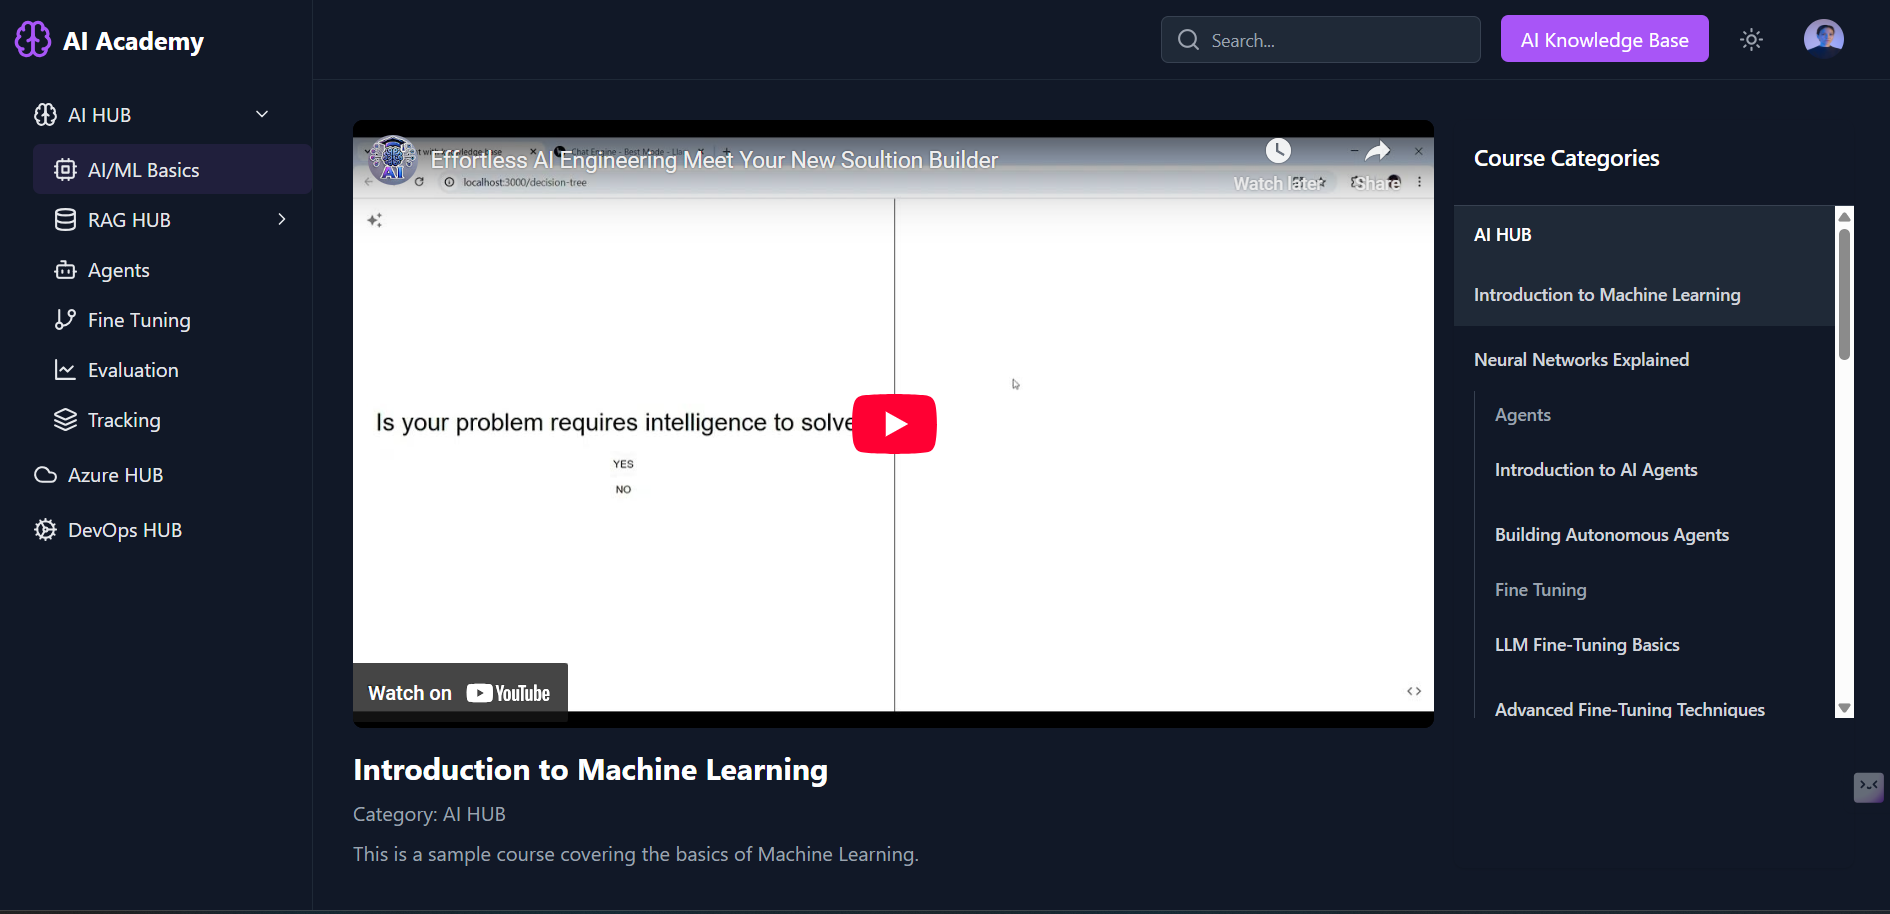 AI Academy
Search...
AI Knowledge Base
AI HUB
AI/ML Basics
RAG HUB
Agents
Fine Tuning
Evaluation
Tracking
Azure HUB
DevOps HUB
Effortless AI Engineering Meet Your New Soultion Builder
Chat Engine - Best Mode
AI
localhost:3000/decision-tree
Watch later
Share
Is your problem requires intelligence to solve
YES
NO
Watch on YouTube
Introduction to Machine Learning
Category: AI HUB
This is a sample course covering the basics of Machine Learning.
Course Categories
AI HUB
Introduction to Machine Learning
Neural Networks Explained
Agents
Introduction to AI Agents
Building Autonomous Agents
Fine Tuning
LLM Fine-Tuning Basics
Advanced Fine-Tuning Techniques